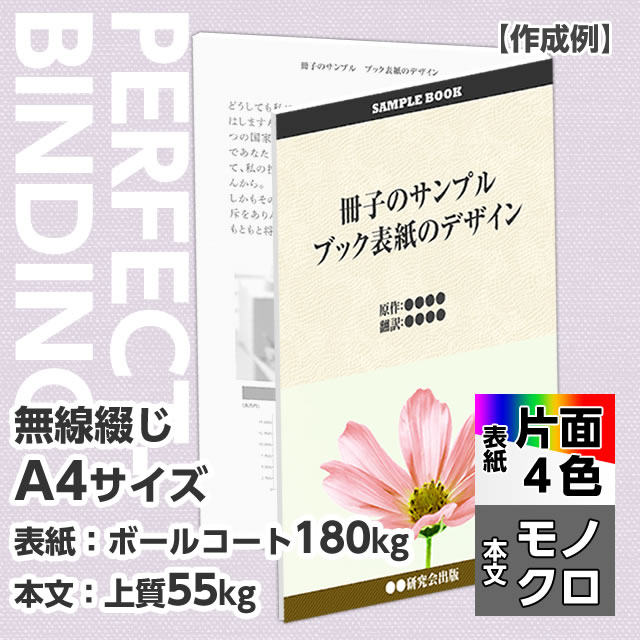 PERFECT
BINDING
【作成例】
冊子のサンプル ブック表紙のデザイン
どうしても私
はしますん
つの国家
であなた
て、私の
んから。
しかもその
斥をありん
もともと将
SAMPLE BOOK
冊子のサンプル
ブック表紙のデザイン
原作:●●●●
翻訳:●●●●
●●研究会出版
無線綴じ
A4サイズ
表紙：ボールコート180kg
本文：上質55kg
表紙
片面
4色
本文
モノ
クロ